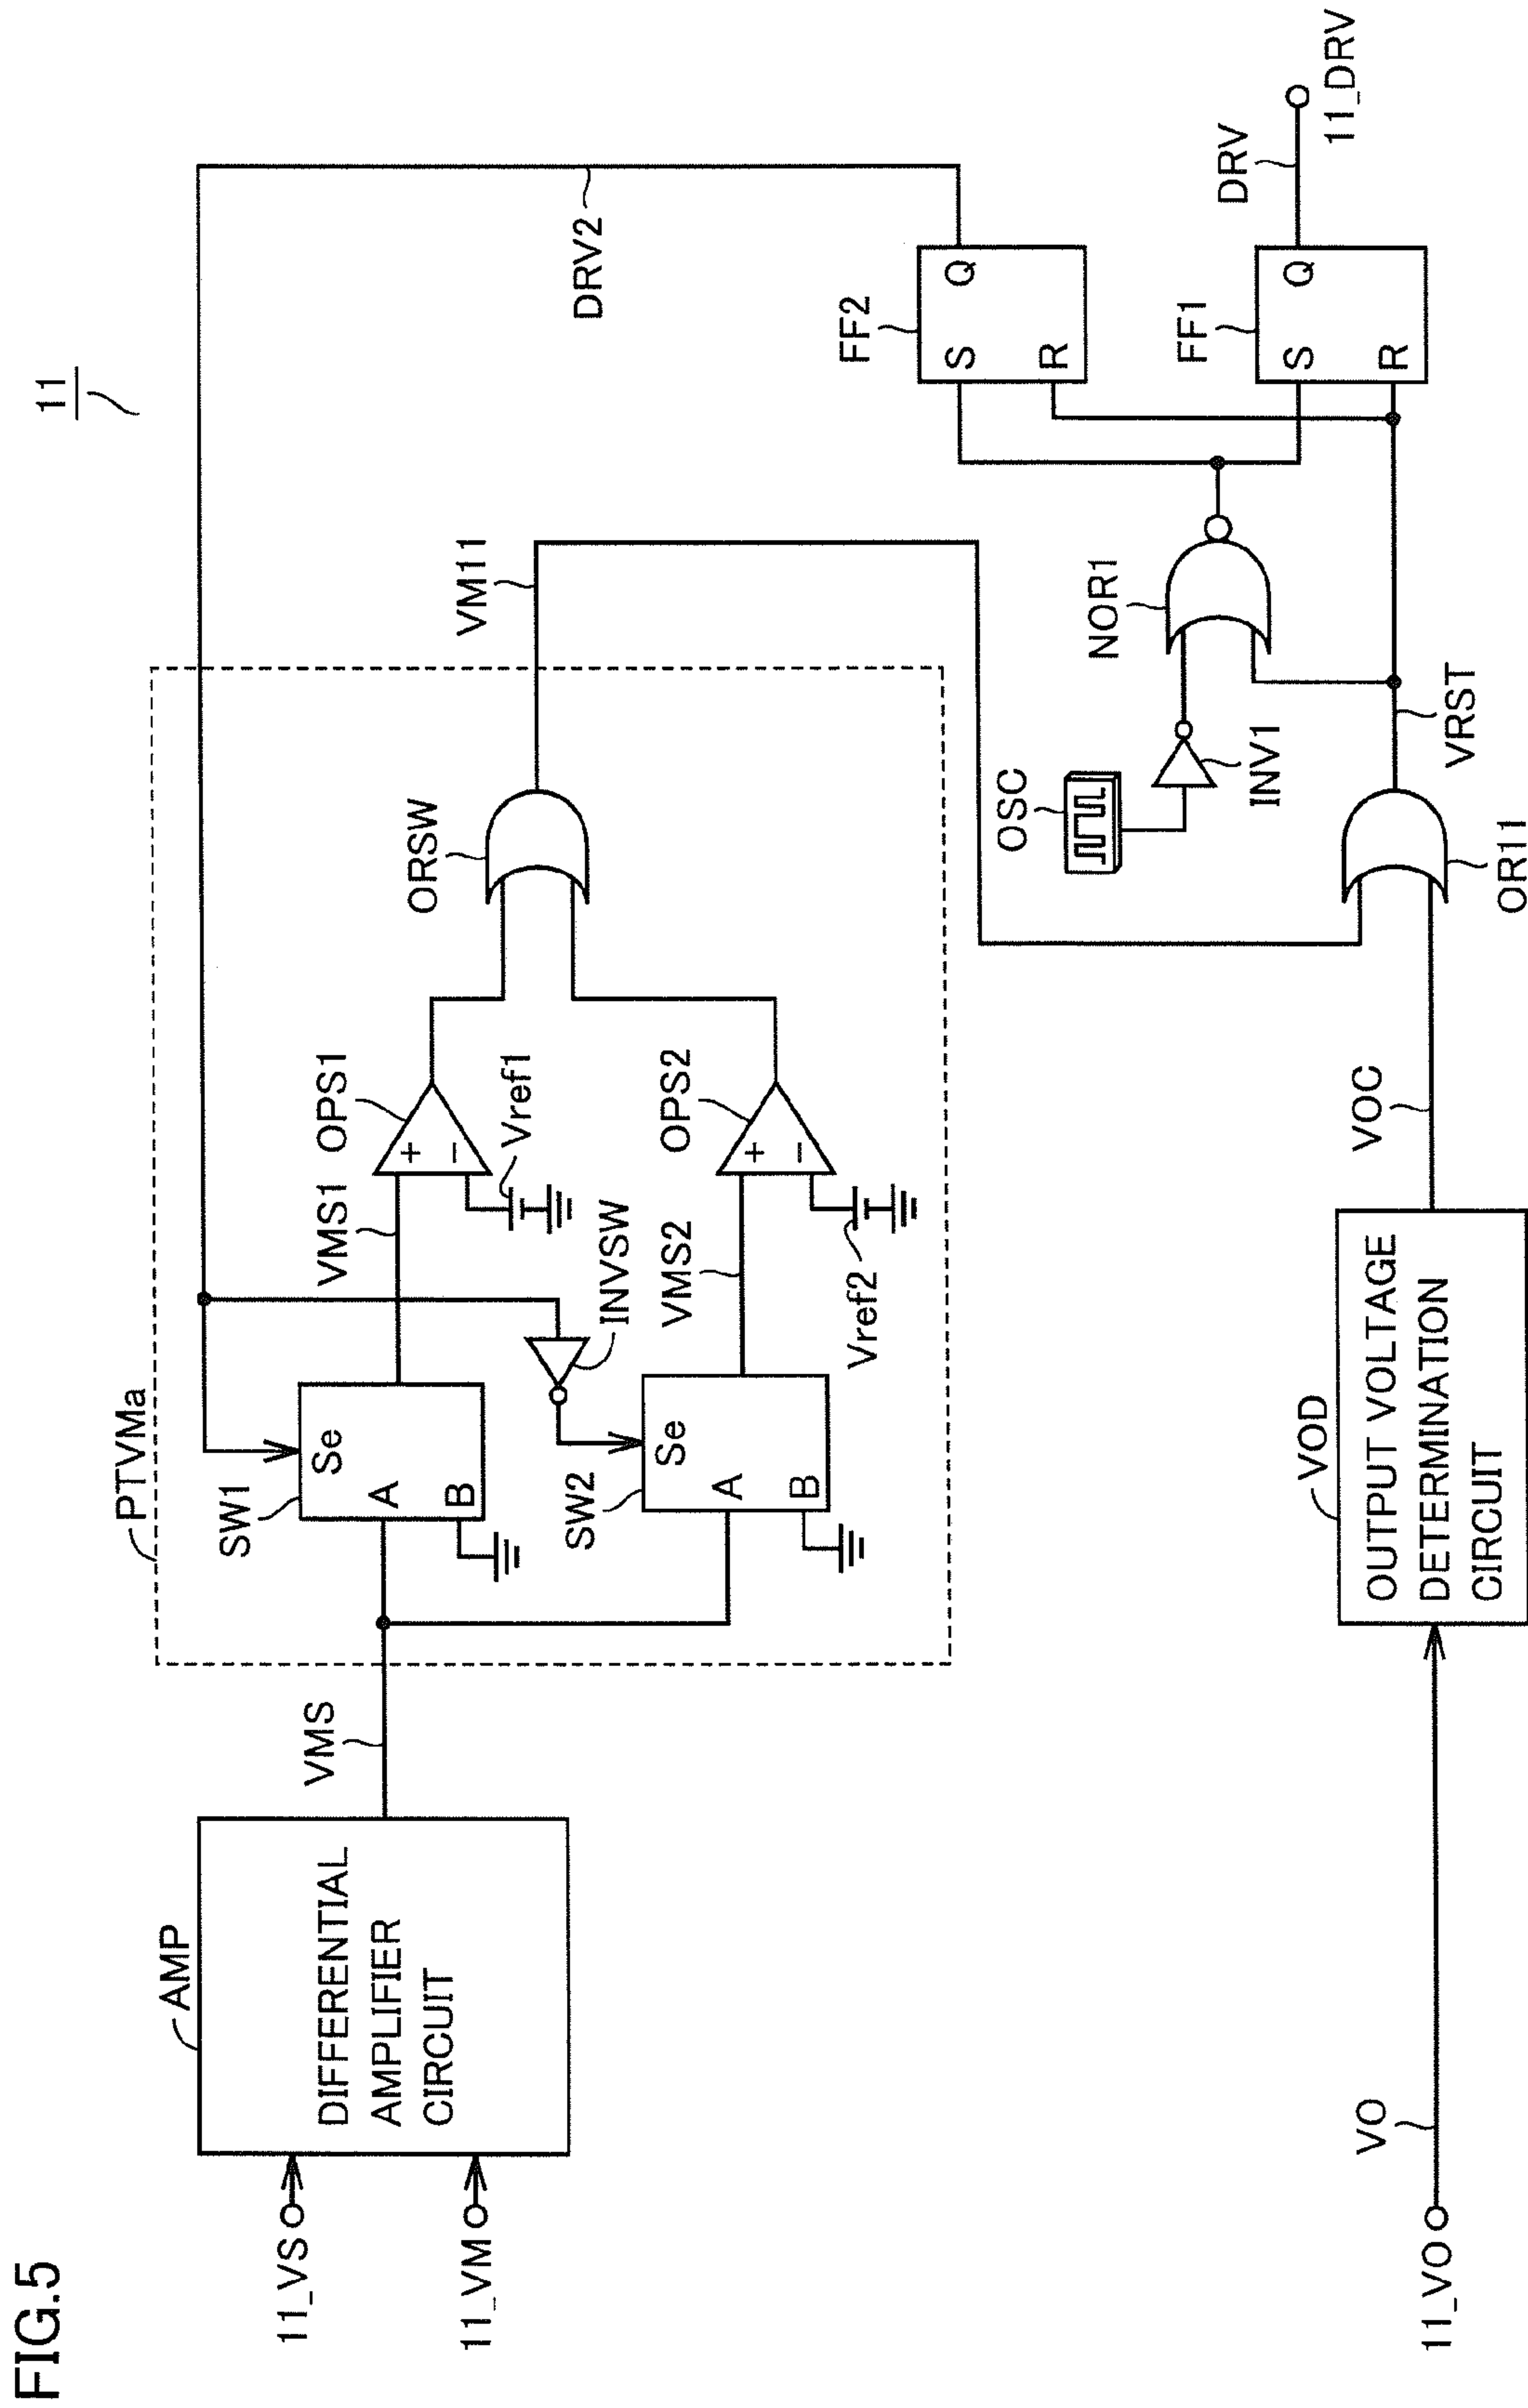 FIG.5
11
PTVMa
AMP
DIFFERENTIAL
AMPLIFIER
CIRCUIT
11_VS
11_VM
VMS
SW1
Se
A
B
VMS1
OPS1
+
−
Vref1
INVSW
SW2
Se
A
B
VMS2
OPS2
+
−
Vref2
ORSW
VM11
DRV2
FF2
S
Q
R
FF1
S
Q
R
DRV
11_DRV
NOR1
OSC
INV1
VRST
OR11
VOC
VOD
OUTPUT VOLTAGE
DETERMINATION
CIRCUIT
VO
11_VO